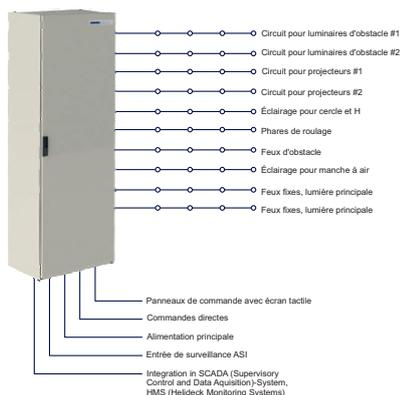 Circuit pour luminaires d'obstacle #1
Circuit pour luminaires d'obstacle #2
Circuit pour projecteurs #1
Circuit pour projecteurs #2
Éclairage pour cercle et H
Phares de roulage
Feux d'obstacle
Éclairage pour manche à air
Feux fixes, lumière principale
Feux fixes, lumière principale
Panneaux de commande avec écran tactile
Commandes directes
Alimentation principale
Entrée de surveillance ASI
Integration in SCADA (Supervisory
Control and Data Aquisition)-System,
HMS (Helideck Monitoring Systems)